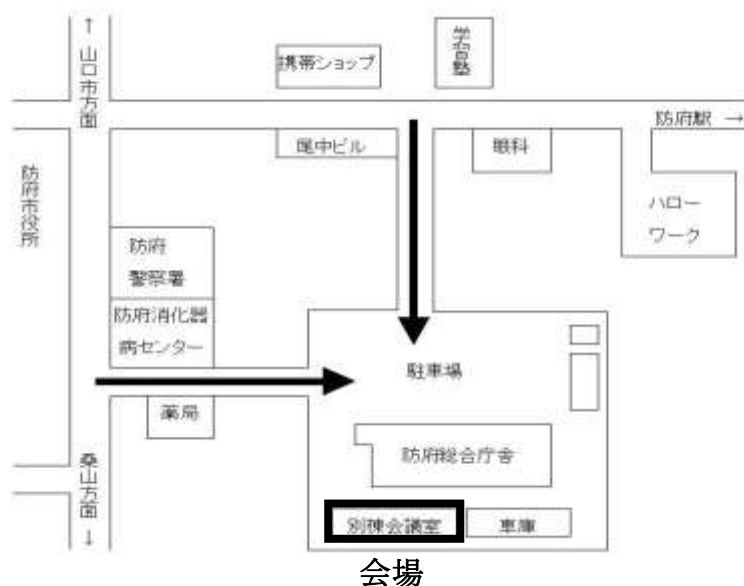 ↑山口市方面
携帯ショップ
学習塾
防府駅 →
尾中ビル
眼科
防府市役所
ハロー
ワーク
防府
警察署
防府消化器
病センター
駐車場
薬局
防府総合庁舎
桑山方面↓
別棟会議室
車庫
会場